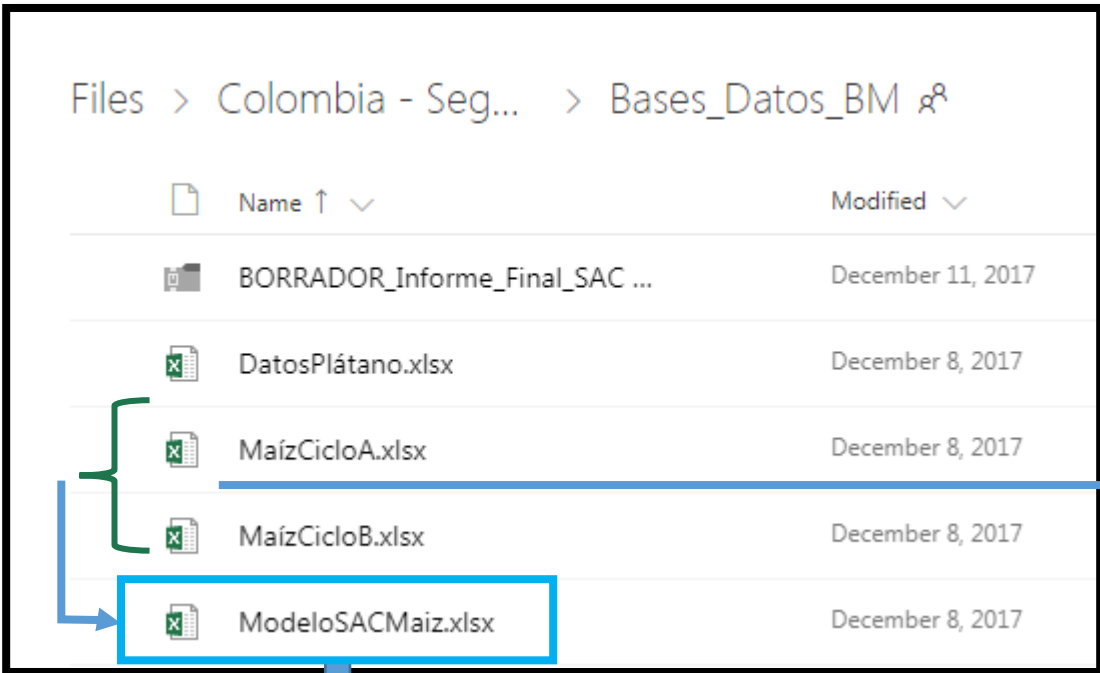 Files > Colombia - Seg... > Bases_Datos_BM
Name ↑ Modified
BORRADOR_Informe_Final_SAC ... December 11, 2017
DatosPlátano.xlsx December 8, 2017
MaízCicloA.xlsx December 8, 2017
MaízCicloB.xlsx December 8, 2017
ModeloSACMaiz.xlsx December 8, 2017